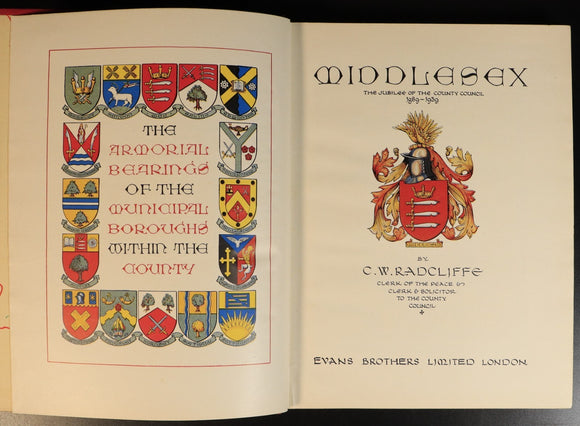 THE
ARMORIAL
BEARINGS
OF THE
MUNICIPAL
BOROUGHS
WITHIN THE
COUNTY
MIDDLESEX
THE JUBILEE OF THE COUNTY COUNCIL
1889-1939
BY
C.W. RADCLIFFE
CLERK OF THE PEACE &
CLERK & SOLICITOR
TO THE COUNTY
COUNCIL
EVANS BROTHERS LIMITED LONDON